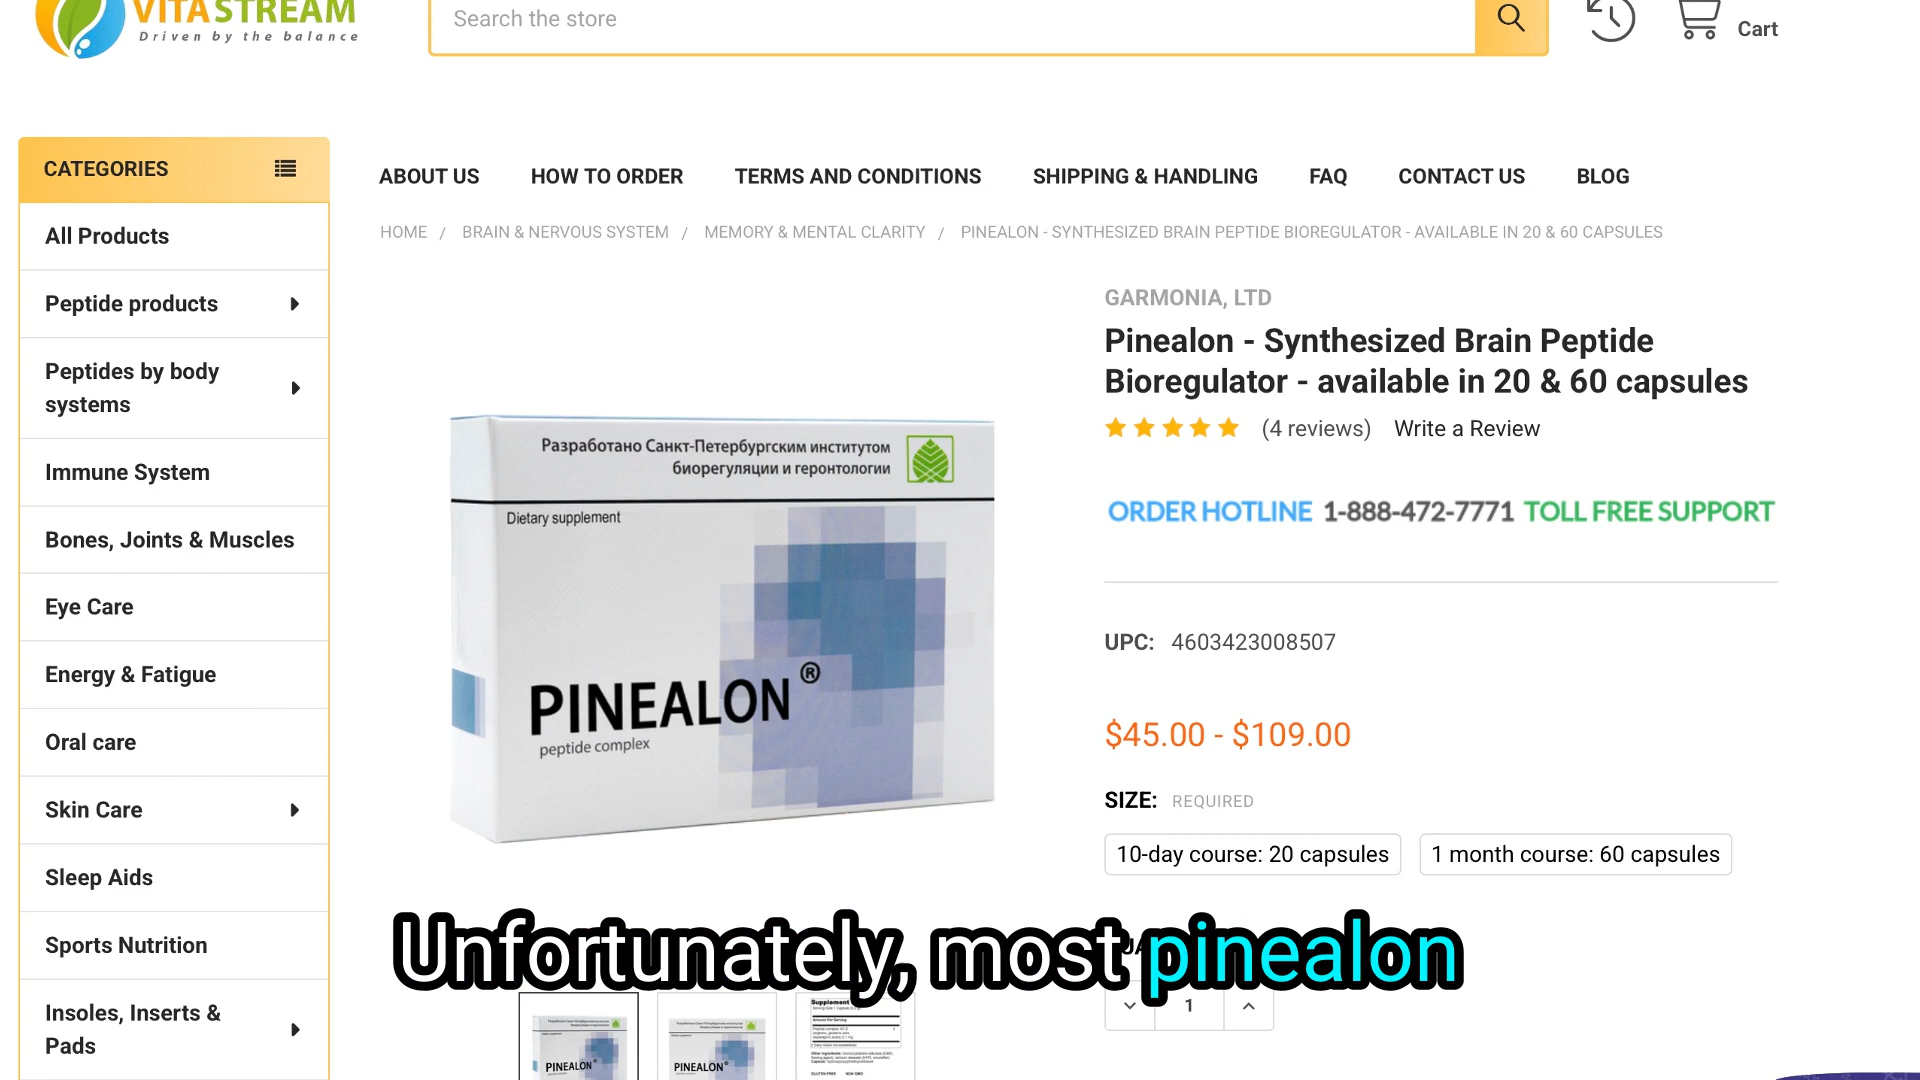 VITASTREAM
Driven by the balance
Search the store
Cart
CATEGORIES
ABOUT US
HOW TO ORDER
TERMS AND CONDITIONS
SHIPPING & HANDLING
FAQ
CONTACT US
BLOG
HOME / BRAIN & NERVOUS SYSTEM / MEMORY & MENTAL CLARITY / PINEALON - SYNTHESIZED BRAIN PEPTIDE BIOREGULATOR - AVAILABLE IN 20 & 60 CAPSULES
All Products
Peptide products
Peptides by body
systems
Immune System
Bones, Joints & Muscles
Eye Care
Energy & Fatigue
Oral care
Skin Care
Sleep Aids
Sports Nutrition
Insoles, Inserts &
Pads
Разработано Санкт-Петербургским институтом
биорегуляции и геронтологии
Dietary supplement
PINEALON®
peptide complex
GARMONIA, LTD
Pinealon - Synthesized Brain Peptide
Bioregulator - available in 20 & 60 capsules
(4 reviews) Write a Review
ORDER HOTLINE 1-888-472-7771 TOLL FREE SUPPORT
UPC: 4603423008507
$45.00 - $109.00
SIZE: REQUIRED
10-day course: 20 capsules
1 month course: 60 capsules
Unfortunately, most pinealon
1
PINEALON
PINEALON
Supplement
GLUTEN FREE NON GMO